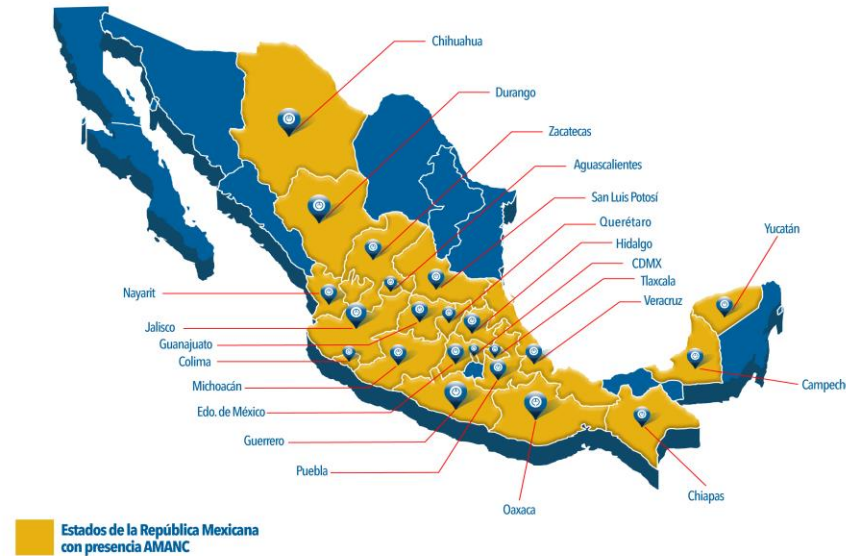 Chihuahua
Durango
Zacatecas
Aguascalientes
San Luis Potosí
Querétaro
Hidalgo
CDMX
Tlaxcala
Veracruz
Yucatán
Nayarit
Jalisco
Guanajuato
Colima
Michoacán
Edo. de México
Guerrero
Puebla
Oaxaca
Chiapas
Campech
Estados de la República Mexicana
con presencia AMANC